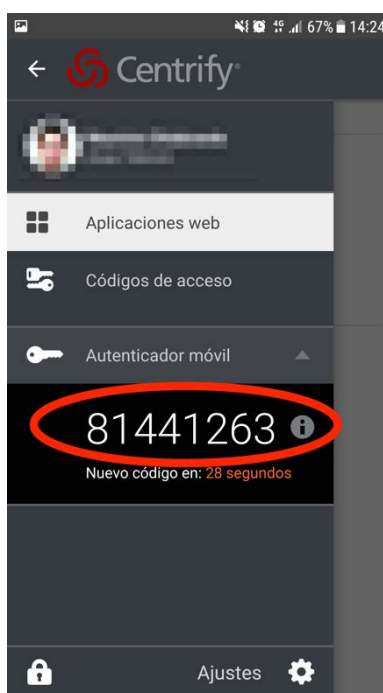 67% 14:24
Centrify
Aplicaciones web
Códigos de acceso
Autenticador móvil
81441263
Nuevo código en: 28 segundos
Ajustes